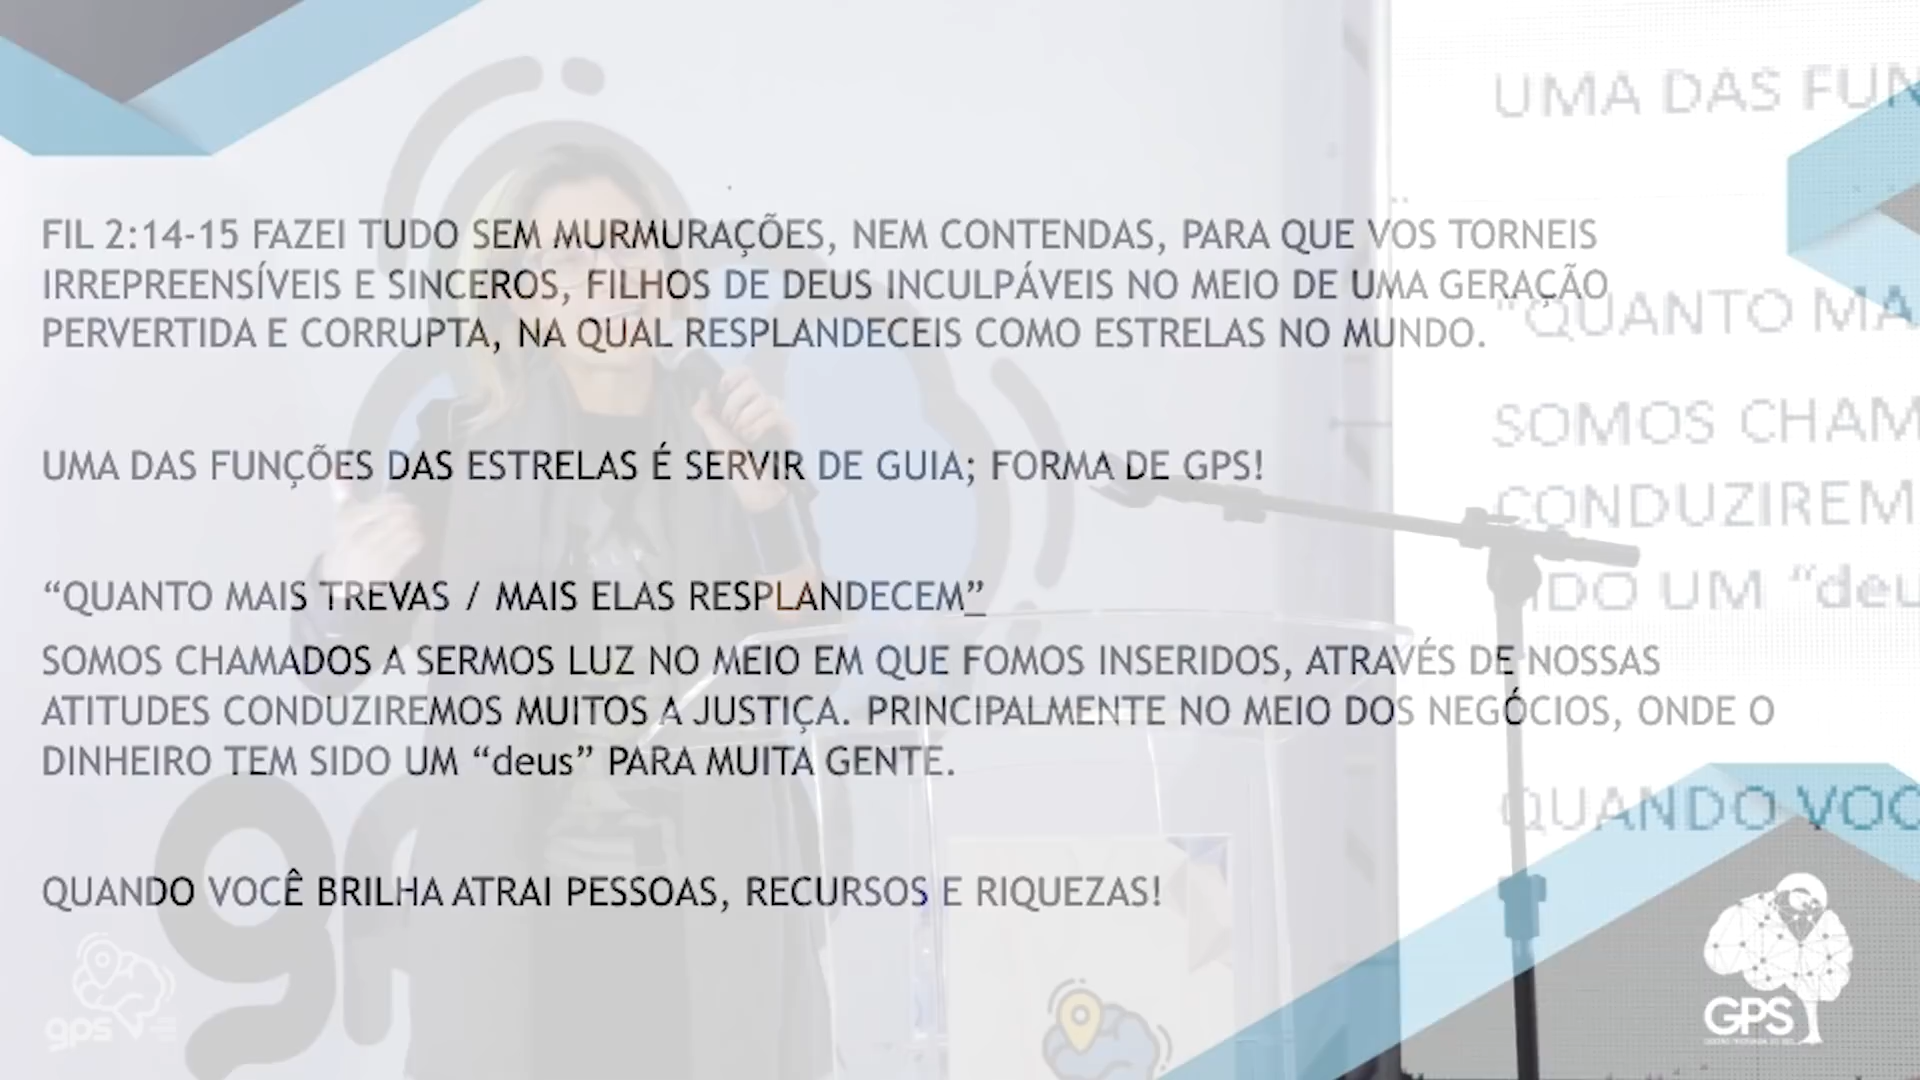 FIL 2:14-15 FAZEI TUDO SEM MURMURAÇÕES, NEM CONTENDAS, PARA QUE VOS TORNEIS
IRREPREENSÍVEIS E SINCEROS, FILHOS DE DEUS INCULPÁVEIS NO MEIO DE UMA GERAÇÃO
PERVERTIDA E CORRUPTA, NA QUAL RESPLANDECEIS COMO ESTRELAS NO MUNDO.
UMA DAS FUNÇÕES DAS ESTRELAS É SERVIR DE GUIA; FORMA DE GPS!
“QUANTO MAIS TREVAS / MAIS ELAS RESPLANDECEM”
SOMOS CHAMADOS A SERMOS LUZ NO MEIO EM QUE FOMOS INSERIDOS, ATRAVÉS DE NOSSAS
ATITUDES CONDUZIREMOS MUITOS A JUSTIÇA. PRINCIPALMENTE NO MEIO DOS NEGÓCIOS, ONDE O
DINHEIRO TEM SIDO UM “deus” PARA MUITA GENTE.
QUANDO VOCÊ BRILHA ATRAI PESSOAS, RECURSOS E RIQUEZAS!
UMA DAS FUN
“QUANTO MA
SOMOS CHAM
CONDUZIREM
IDO UM “deu
QUANDO VOC
gps
GPS